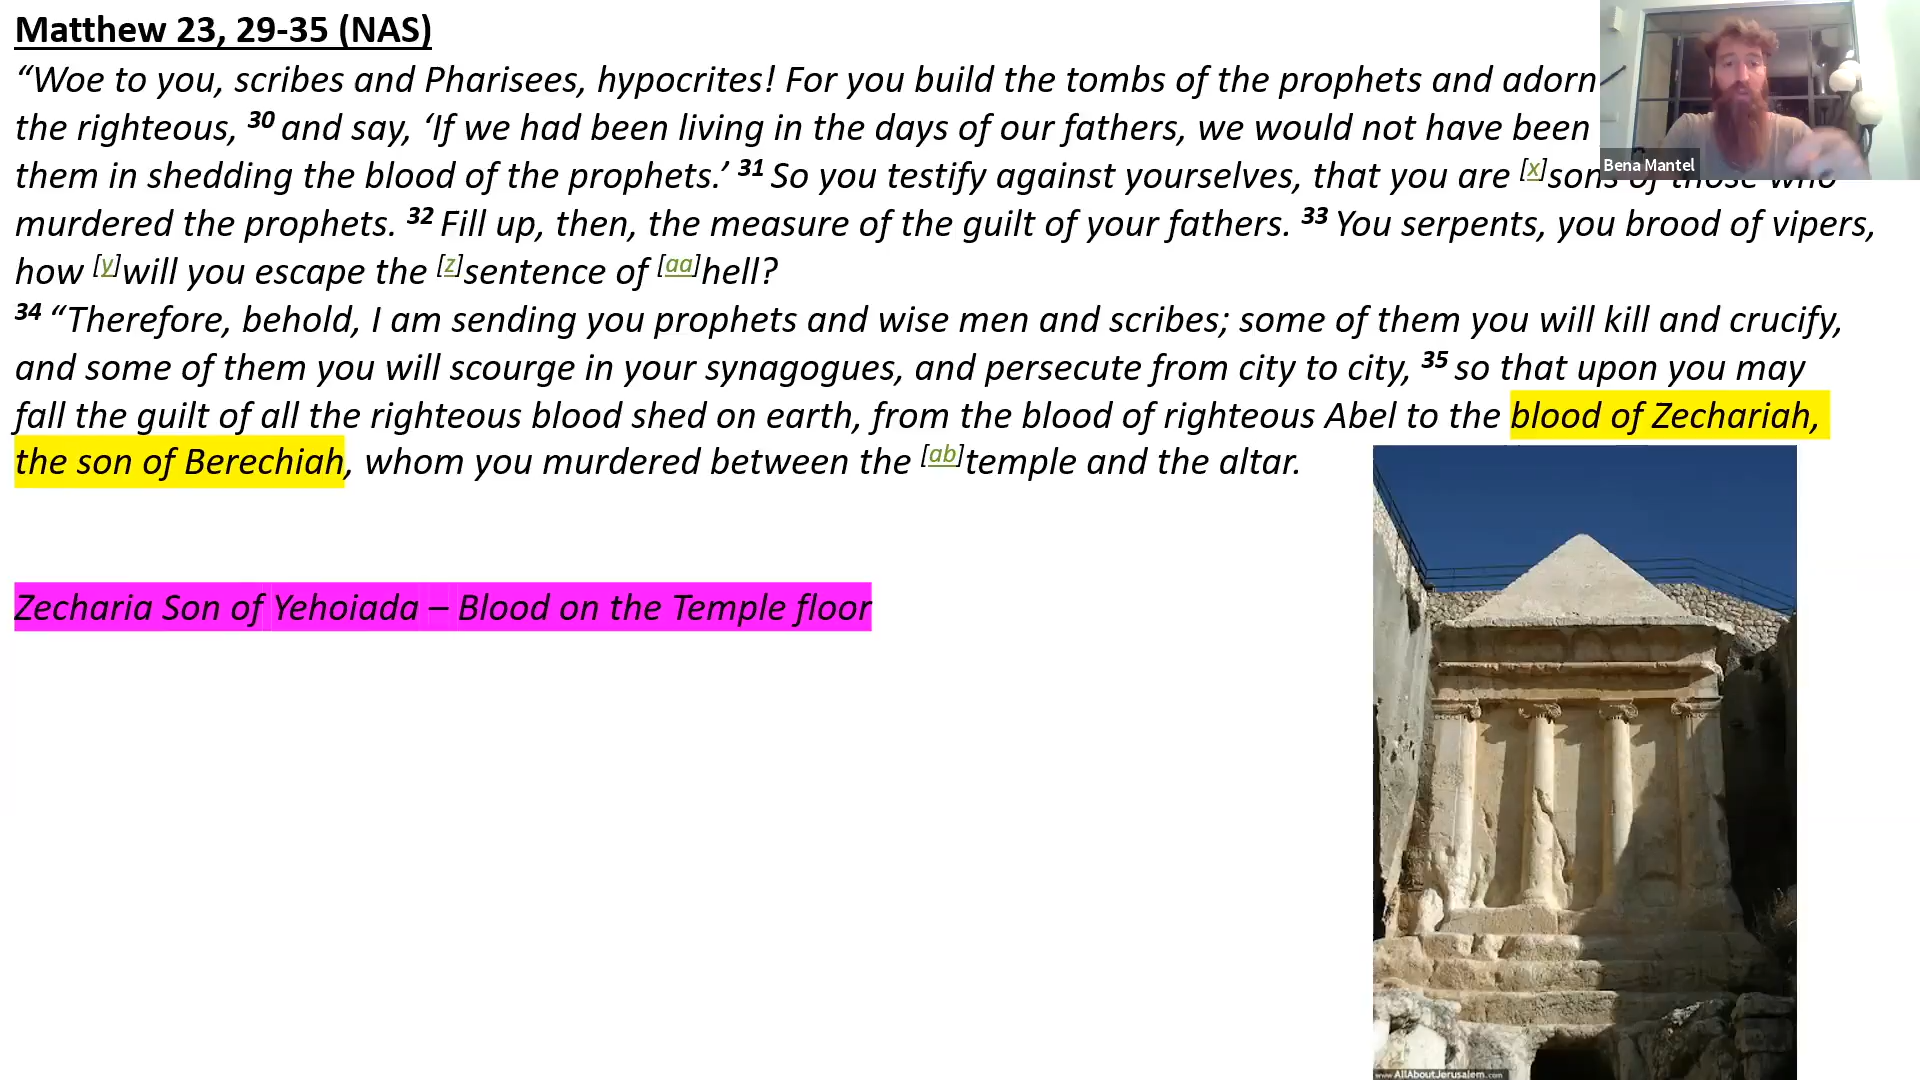 Matthew 23, 29-35 (NAS)
“Woe to you, scribes and Pharisees, hypocrites! For you build the tombs of the prophets and adorn
the righteous, 30 and say, ‘If we had been living in the days of our fathers, we would not have been
them in shedding the blood of the prophets.’ 31 So you testify against yourselves, that you are [x]sons of those who
murdered the prophets. 32 Fill up, then, the measure of the guilt of your fathers. 33 You serpents, you brood of vipers,
how [y]will you escape the [z]sentence of [aa]hell?
34 “Therefore, behold, I am sending you prophets and wise men and scribes; some of them you will kill and crucify,
and some of them you will scourge in your synagogues, and persecute from city to city, 35 so that upon you may
fall the guilt of all the righteous blood shed on earth, from the blood of righteous Abel to the blood of Zechariah,
the son of Berechiah, whom you murdered between the [ab]temple and the altar.
Zecharia Son of Yehoiada – Blood on the Temple floor
Bena Mantel
www.AllAboutJerusalem.com